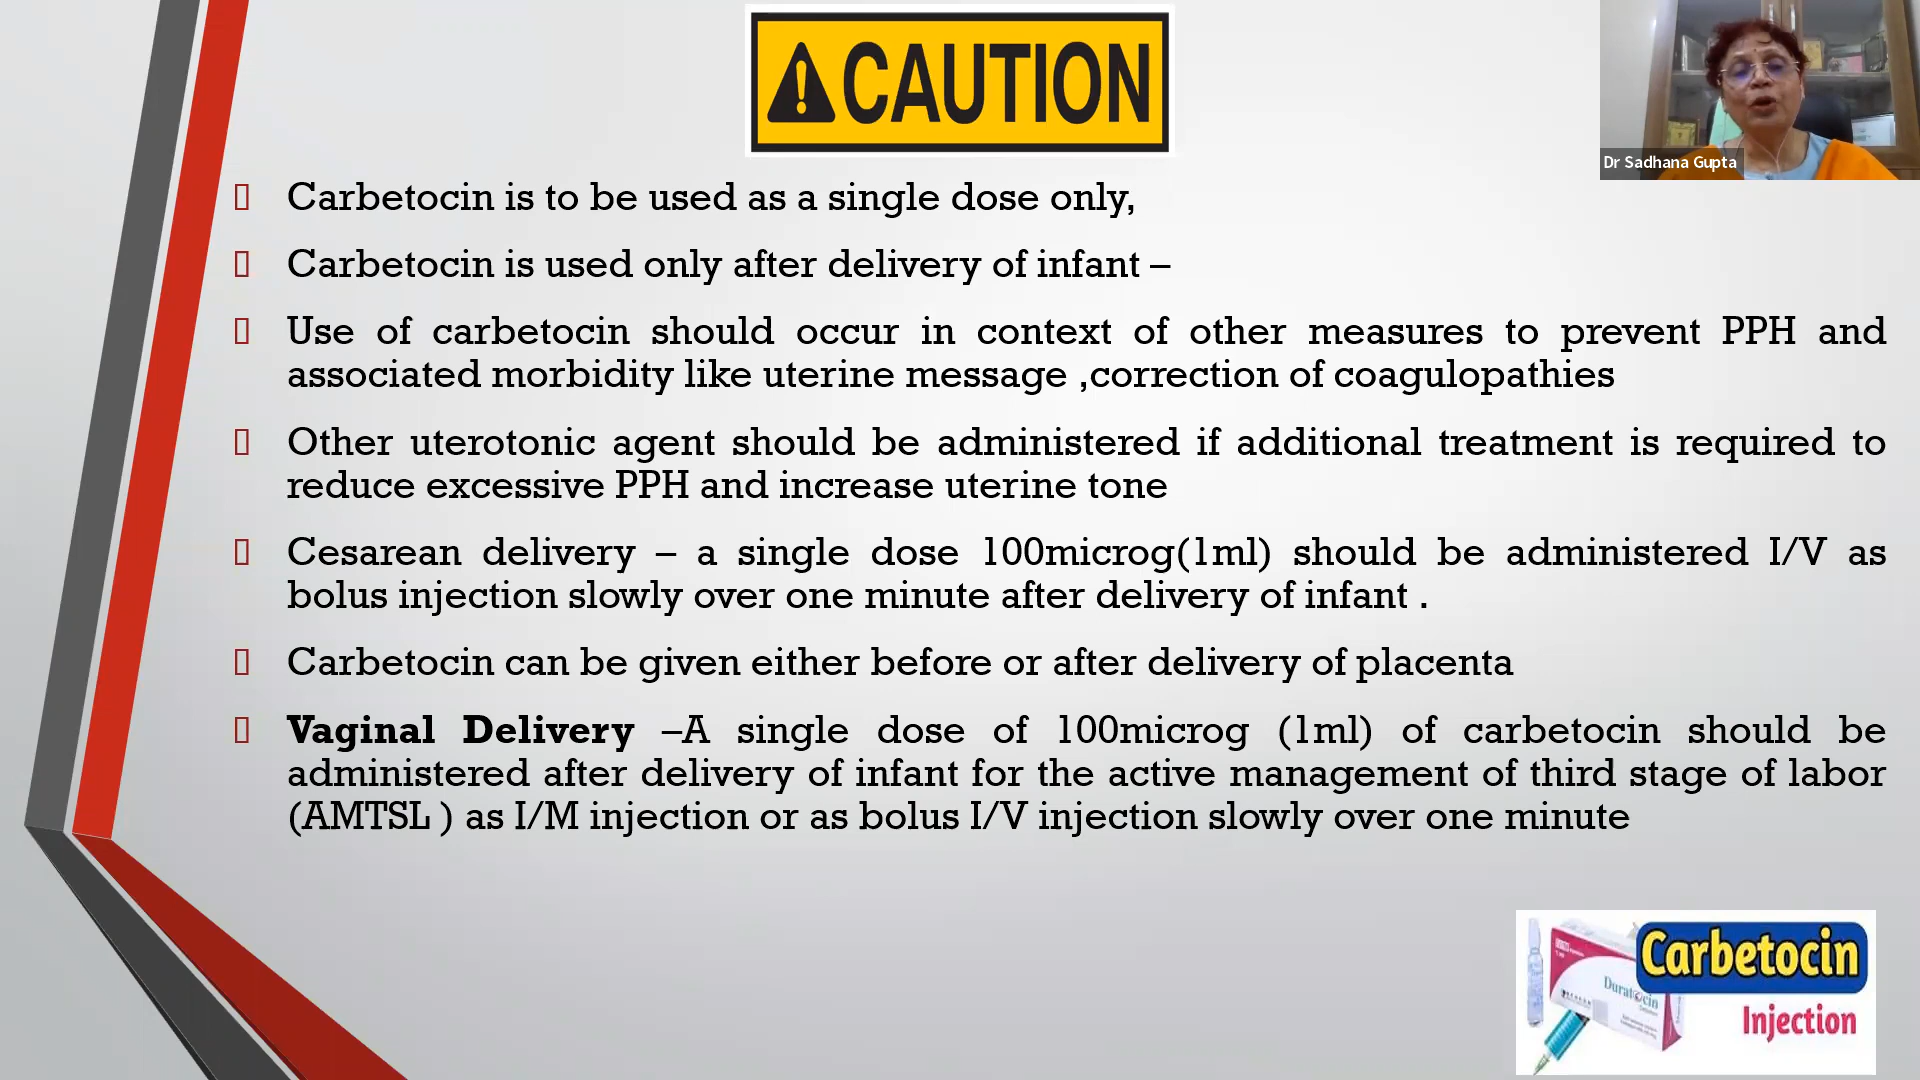 CAUTION
Dr Sadhana Gupta
Carbetocin is to be used as a single dose only,
Carbetocin is used only after delivery of infant –
Use of carbetocin should occur in context of other measures to prevent PPH and
associated morbidity like uterine message ,correction of coagulopathies
Other uterotonic agent should be administered if additional treatment is required to
reduce excessive PPH and increase uterine tone
Cesarean delivery – a single dose 100microg(1ml) should be administered I/V as
bolus injection slowly over one minute after delivery of infant .
Carbetocin can be given either before or after delivery of placenta
Vaginal Delivery –A single dose of 100microg (1ml) of carbetocin should be
administered after delivery of infant for the active management of third stage of labor
(AMTSL ) as I/M injection or as bolus I/V injection slowly over one minute
Carbetocin
Duratocin
Injection